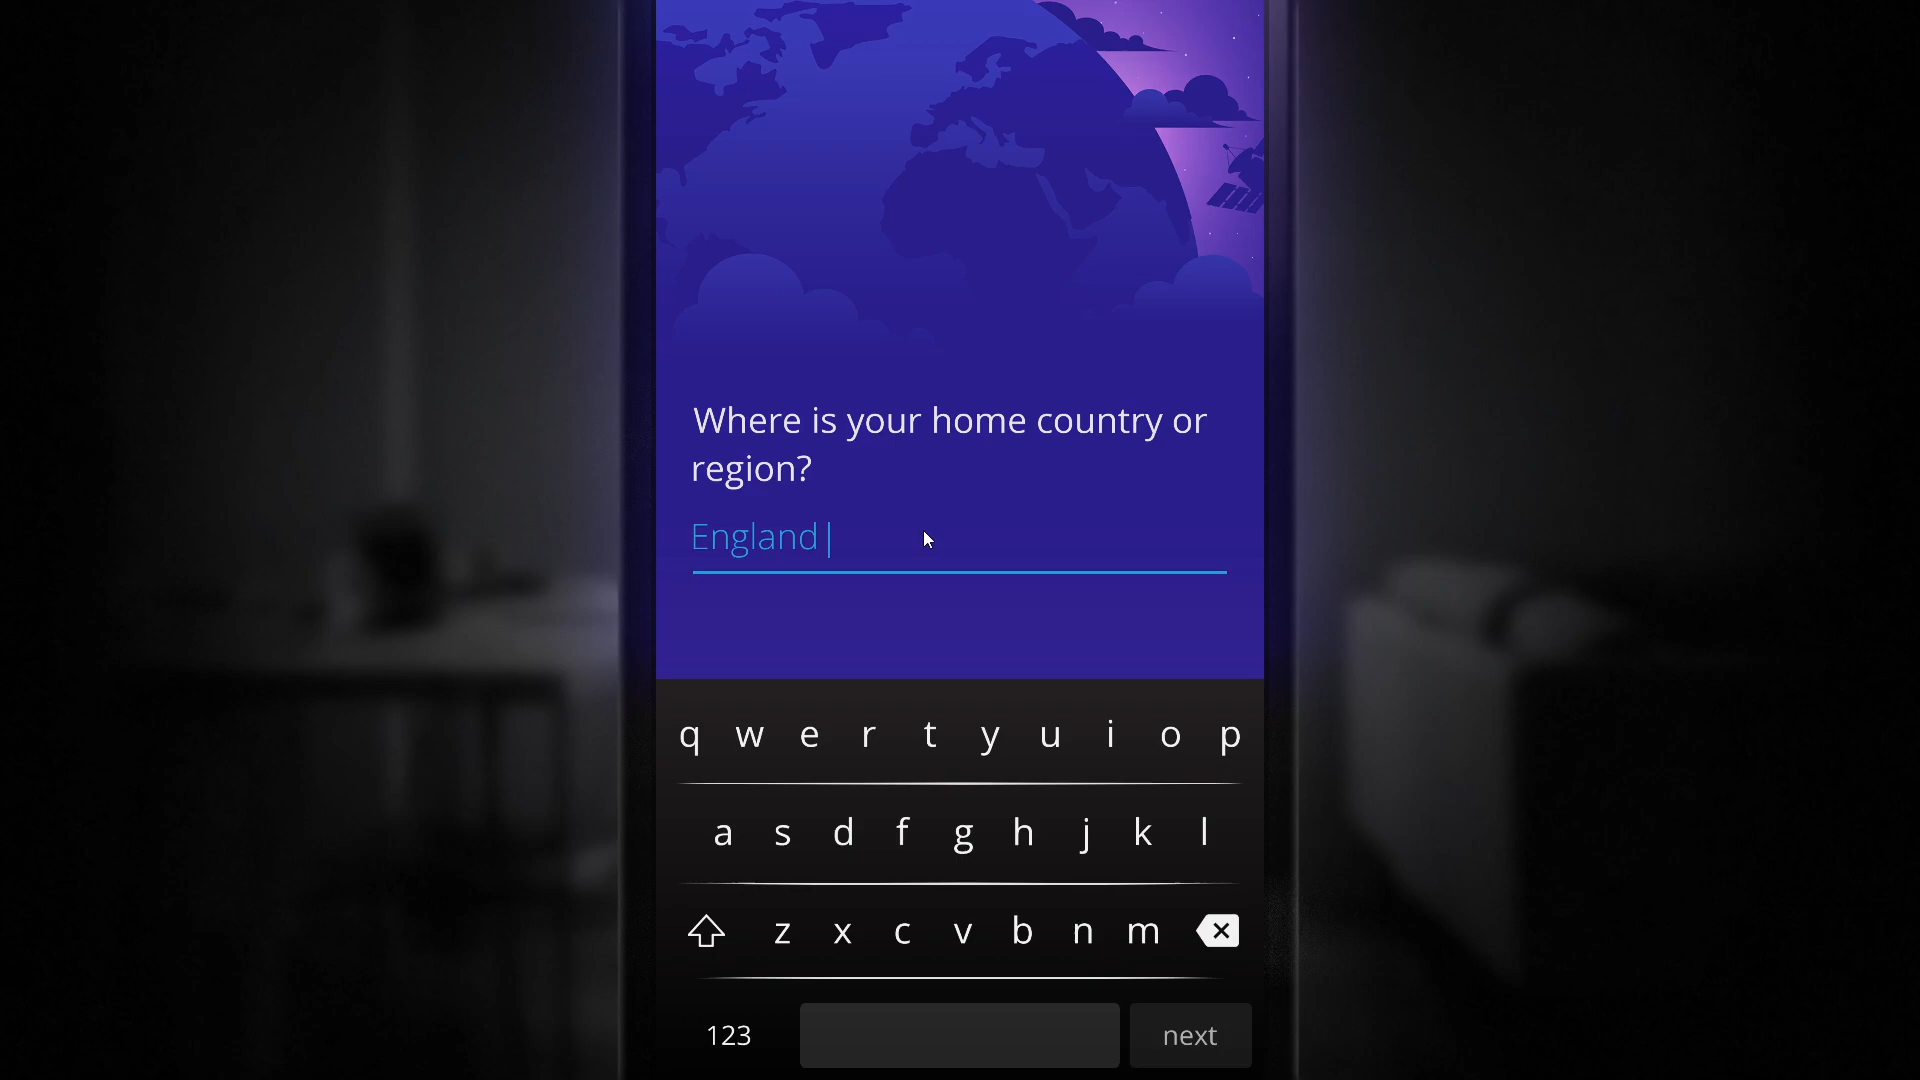 Where is your home country or
region?
England
q w e r t y u i o p
a s d f g h j k l
z x c v b n m
123 next